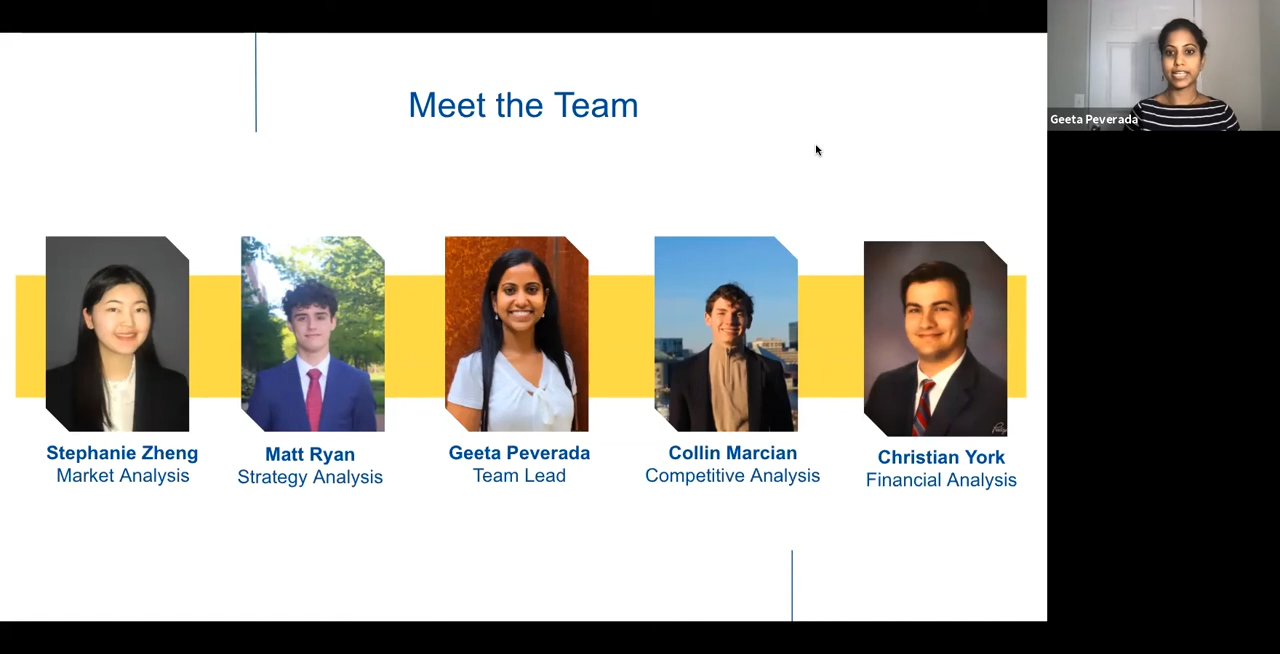 Meet the Team
Geeta Peverada
Stephanie Zheng
Market Analysis
Matt Ryan
Strategy Analysis
Geeta Peverada
Team Lead
Collin Marcian
Competitive Analysis
Christian York
Financial Analysis